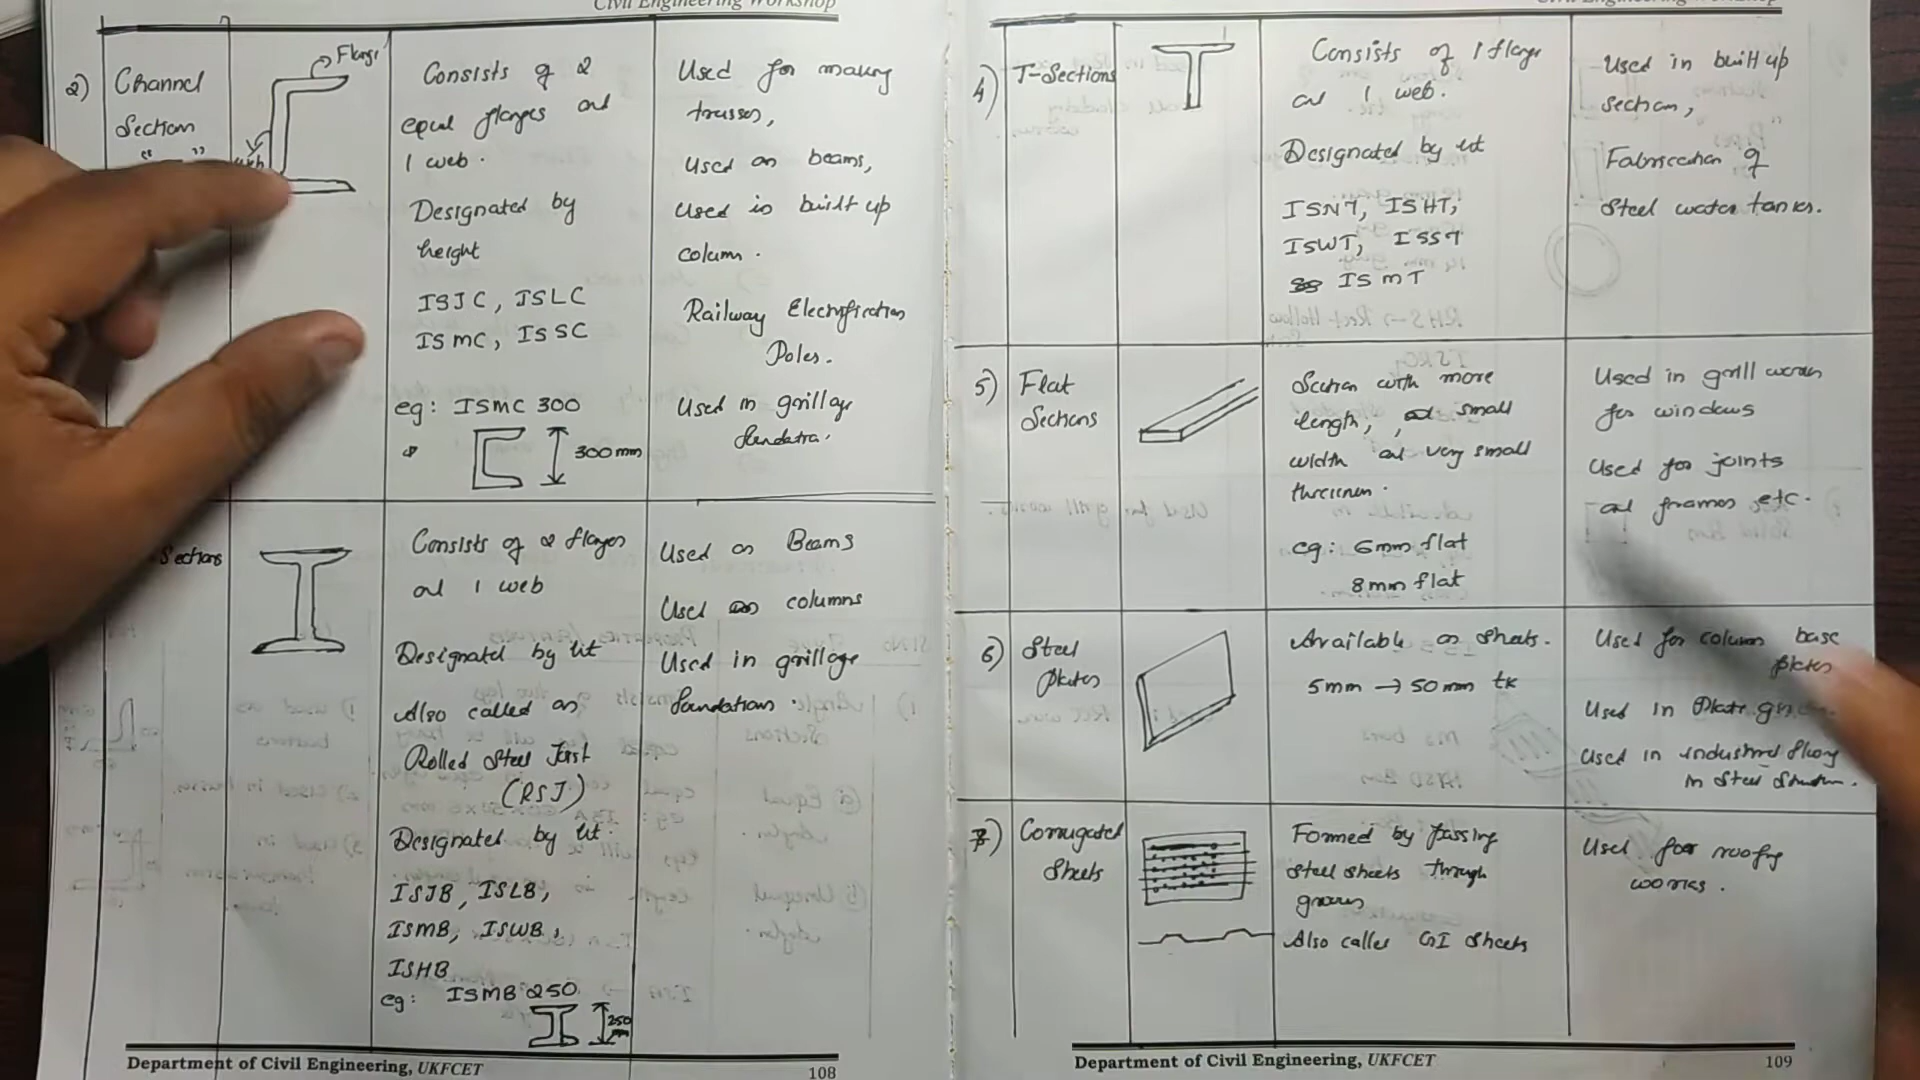 Civil Engineering Workshop
2) Channel Section
"   "
Flange
web
Consists of 2
equal flanges and
1 web.
Designated by
height
ISJC, ISLC
ISMC, ISSC
eg: ISMC 300
300mm
Used for making
trusses,
Used as beams,
Used in built up
column.
Railway Electrification
Poles.
Used in grillage
foundation.
Sections
Consists of 2 flanges
and 1 web
Designated by ht
Also called as
Rolled Steel Joist
(RSJ)
Designated by ht.
ISJB, ISLB,
ISMB, ISWB,
ISHB
eg: ISMB 250
250
mm
Used as Beams
Used as columns
Used in grillage
foundations.
Department of Civil Engineering, UKFCET
108
Civil Engineering Workshop
4) T-Sections
Consists of 1 flange
and 1 web.
Designated by ht
ISNT, ISHT,
ISWT, ISST
ISMT
Used in built up
section,
Fabrication of
Steel water tanks.
5) Flat
Sections
Section with more
length, and small
width and very small
thickness.
eg: 6mm flat
8mm flat
Used in grill works
for windows
Used for joints
and frames etc.
6) Steel
Plates
Available as Sheets.
5mm → 50mm tk
Used for column base
plates
Used in Plate
Used in industrial
in Steel
7) Corrugated
Sheets
Formed by passing
Steel sheets through
grooves
Also called GI Sheets
Used for roofing
works.
Department of Civil Engineering, UKFCET
109